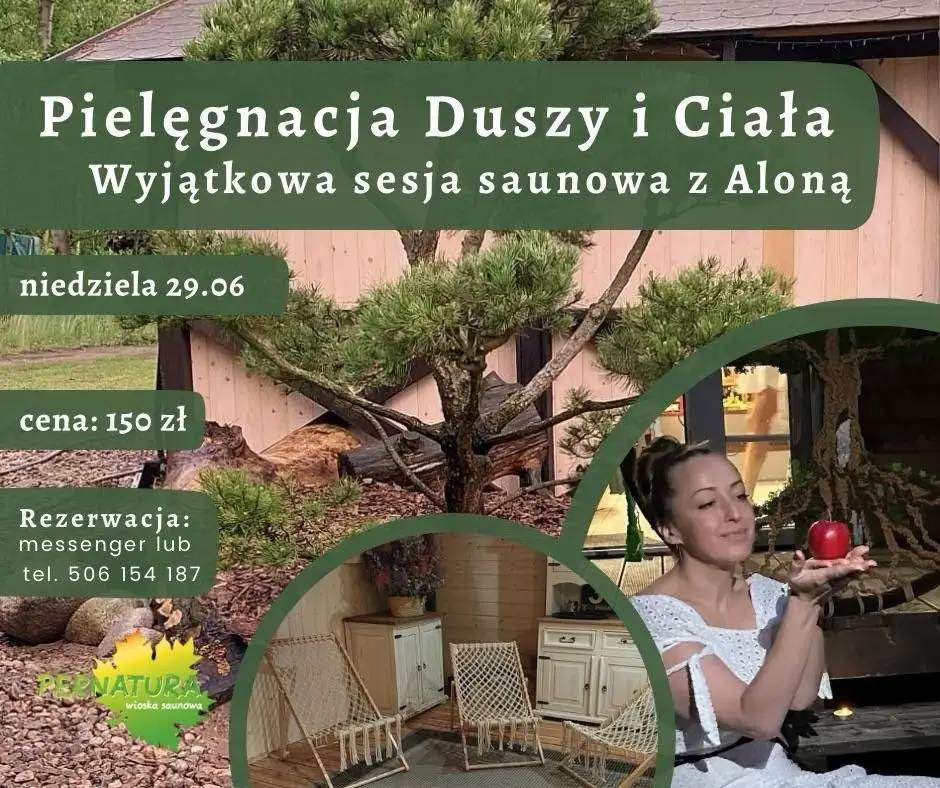 Pielęgnacja Duszy i Ciała
Wyjątkowa sesja saunowa z Aloną
niedziela 29.06
cena: 150 zł
Rezerwacja:
messenger lub
tel. 506 154 187
PERNATURA
wioska saunowa